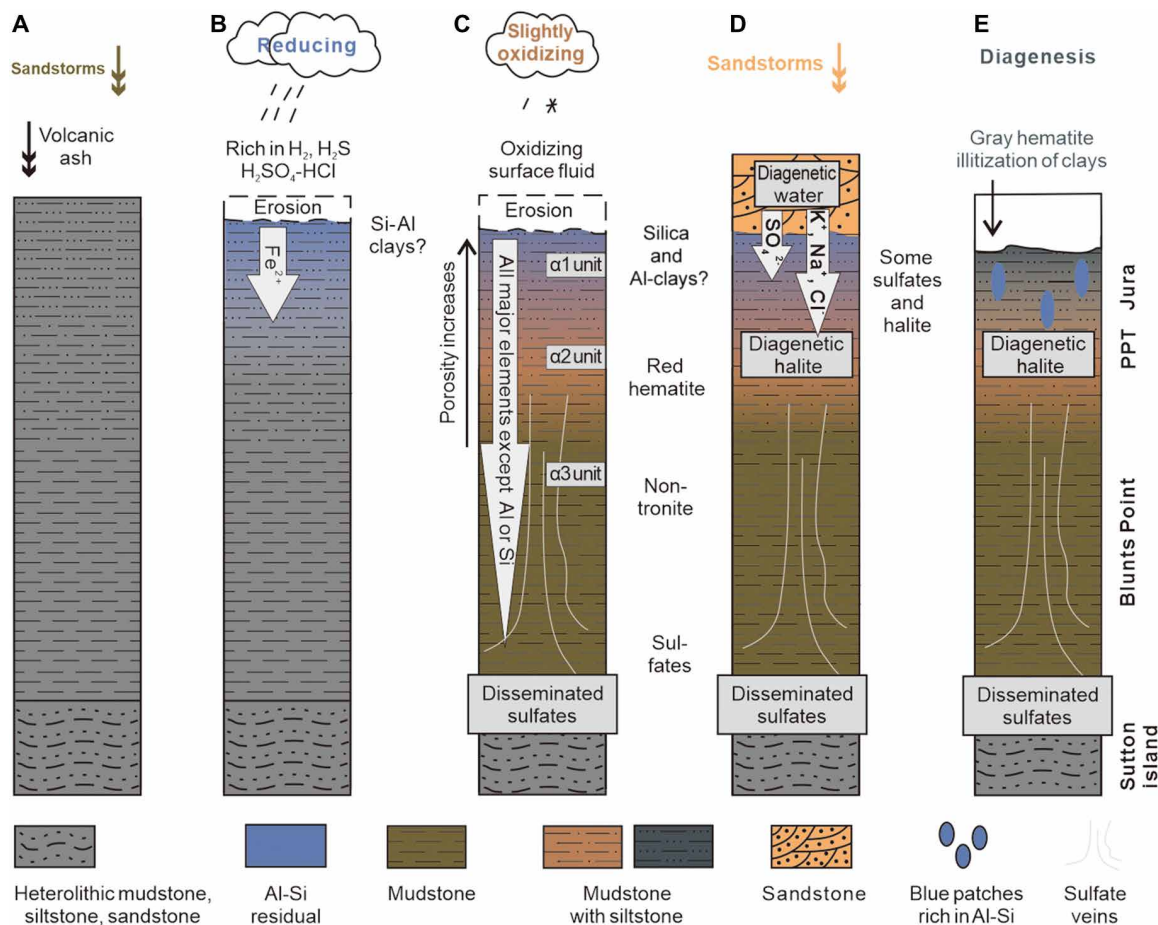 A
Sandstorms
Volcanic
ash
B
Reducing
Rich in H₂, H₂S
H₂SO₄-HCl
Erosion
Fe²⁺
Si-Al
clays?
C
Slightly
oxidizing
*
Oxidizing
surface fluid
Erosion
Porosity increases
All major elements except Al or Si
α1 unit
α2 unit
α3 unit
Silica
and
Al-clays?
Red
hematite
Non-
tronite
Sul-
fates
Disseminated
sulfates
D
Sandstorms
Diagenetic
water
SO₄²⁻
K⁺, Na⁺, Cl⁻
Diagenetic
halite
Some
sulfates
and
halite
Disseminated
sulfates
E
Diagenesis
Gray hematite
illitization of clays
Diagenetic
halite
Disseminated
sulfates
Jura
PPT
Blunts Point
Sutton
island
Heterolithic mudstone,
siltstone, sandstone
Al-Si
residual
Mudstone
Mudstone
with siltstone
Sandstone
Blue patches
rich in Al-Si
Sulfate
veins